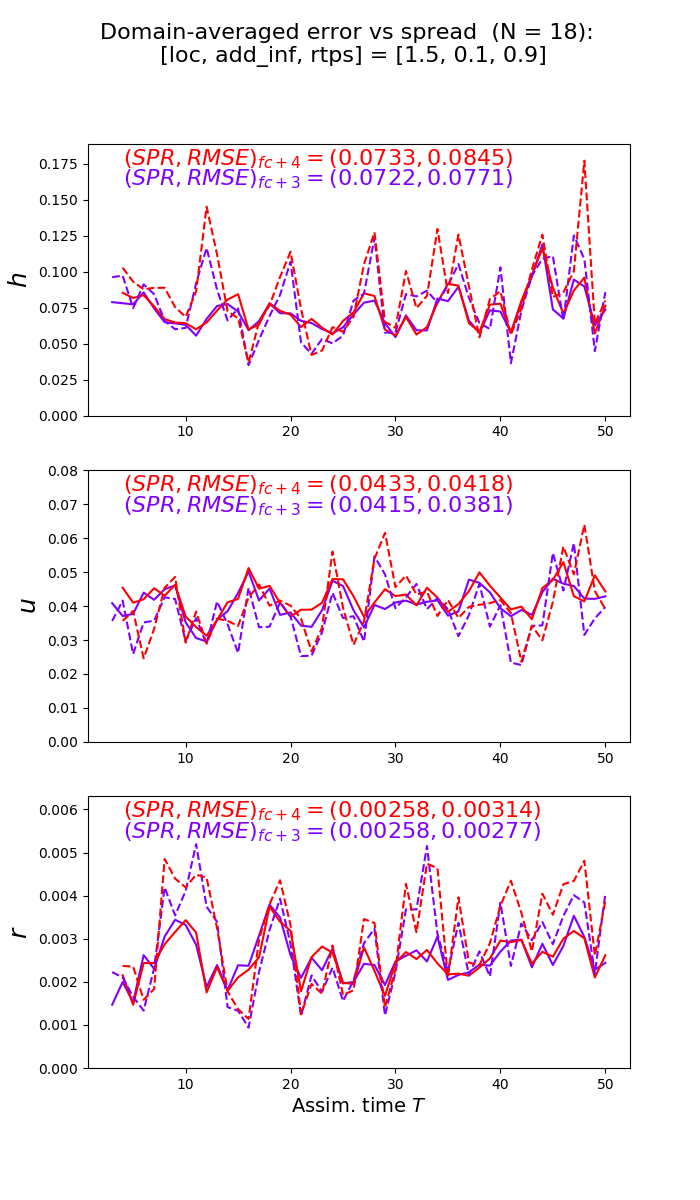 Domain-averaged error vs spread (N = 18):
[loc, add_inf, rtps] = [1.5, 0.1, 0.9]
(SPR, RMSE)fc+4 = (0.0733, 0.0845)
(SPR, RMSE)fc+3 = (0.0722, 0.0771)
0.175
0.150
0.125
0.100
0.075
0.050
0.025
0.000
h
10 20 30 40 50
(SPR, RMSE)fc+4 = (0.0433, 0.0418)
(SPR, RMSE)fc+3 = (0.0415, 0.0381)
0.08
0.07
0.06
0.05
0.04
0.03
0.02
0.01
0.00
u
10 20 30 40 50
(SPR, RMSE)fc+4 = (0.00258, 0.00314)
(SPR, RMSE)fc+3 = (0.00258, 0.00277)
0.006
0.005
0.004
0.003
0.002
0.001
0.000
r
10 20 30 40 50
Assim. time T